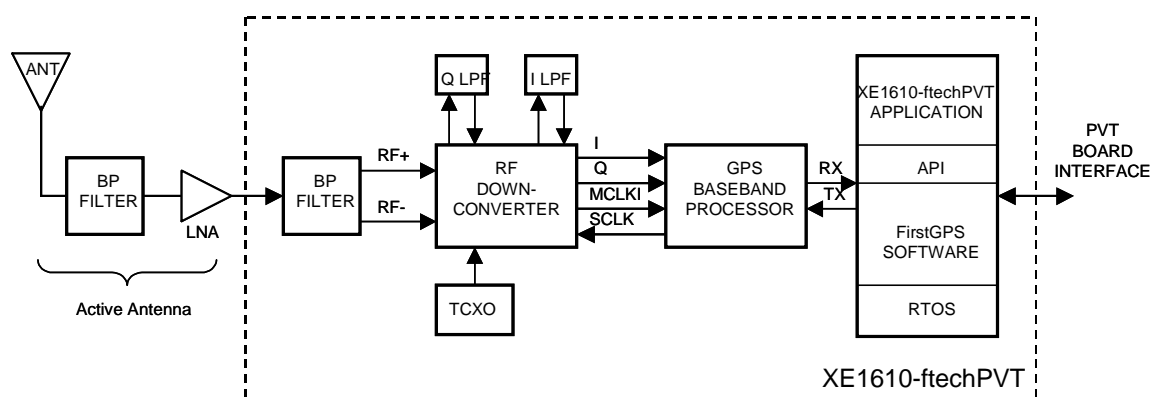 ANT
BP
FILTER
LNA
Active Antenna
BP
FILTER
RF+
RF-
Q LPF
I LPF
RF
DOWN-
CONVERTER
TCXO
I
Q
MCLKI
SCLK
GPS
BASEBAND
PROCESSOR
RX
TX
XE1610-ftechPVT
APPLICATION
API
FirstGPS
SOFTWARE
RTOS
PVT
BOARD
INTERFACE
XE1610-ftechPVT